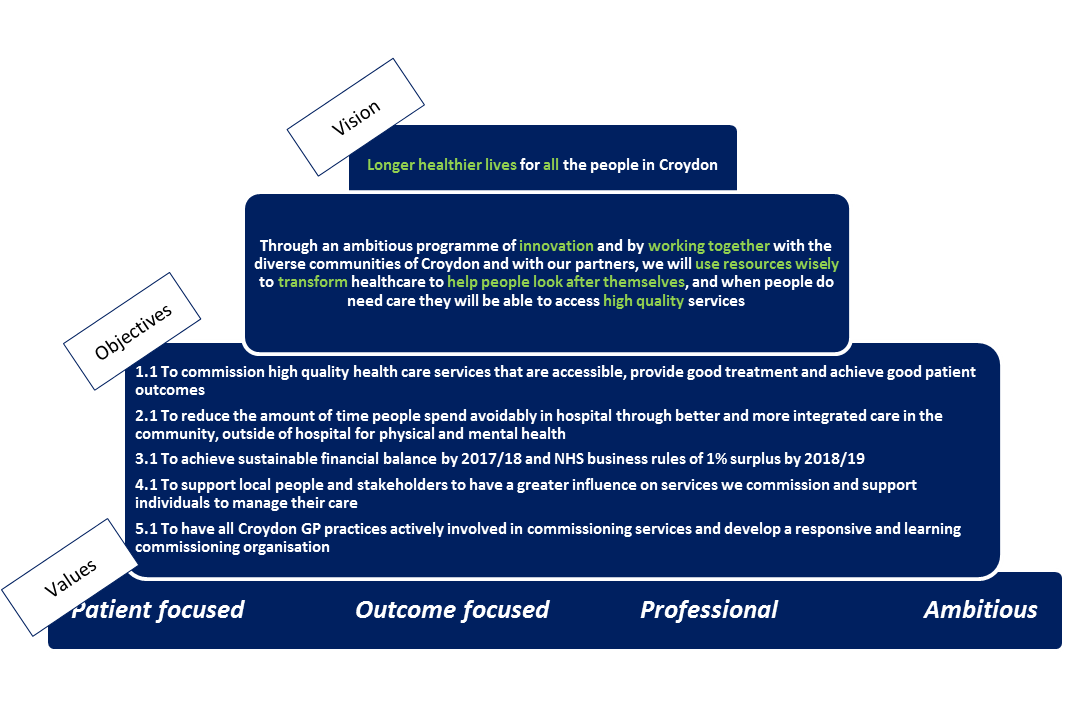 Vision
Longer healthier lives for all the people in Croydon
Through an ambitious programme of innovation and by working together with the
diverse communities of Croydon and with our partners, we will use resources wisely
to transform healthcare to help people look after themselves, and when people do
need care they will be able to access high quality services
Objectives
1.1 To commission high quality health care services that are accessible, provide good treatment and achieve good patient
outcomes
2.1 To reduce the amount of time people spend avoidably in hospital through better and more integrated care in the
community, outside of hospital for physical and mental health
3.1 To achieve sustainable financial balance by 2017/18 and NHS business rules of 1% surplus by 2018/19
4.1 To support local people and stakeholders to have a greater influence on services we commission and support
individuals to manage their care
5.1 To have all Croydon GP practices actively involved in commissioning services and develop a responsive and learning
commissioning organisation
Values
Patient focused Outcome focused Professional Ambitious